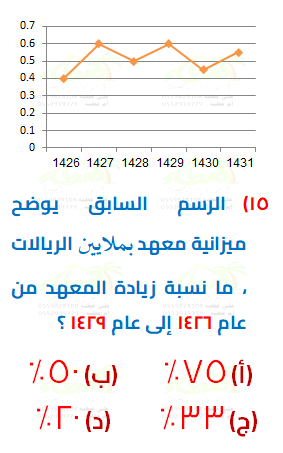 0.7
0.6
0.5
0.4
0.3
0.2
0.1
0
1426 1427 1428 1429 1430 1431
١٥) الرسم السابق يوضح
ميزانية معهد بملايين الريالات
، ما نسبة زيادة المعهد من
عام ١٤٢٦ إلى عام ١٤٢٩ ؟
(أ) ٧٥٪ (ب) ٥٠٪
(ج) ٣٣٪ (د) ٢٠٪